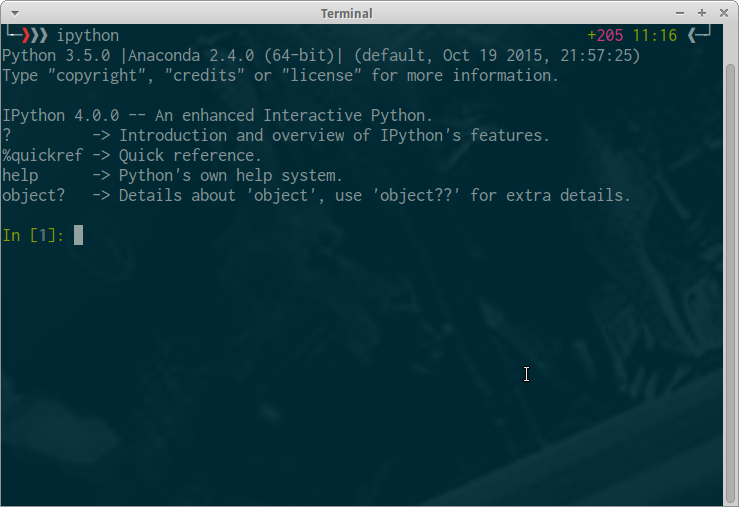 Terminal
└─❯❯❯ ipython +205 11:16 ❮─┘
Python 3.5.0 |Anaconda 2.4.0 (64-bit)| (default, Oct 19 2015, 21:57:25)
Type "copyright", "credits" or "license" for more information.
IPython 4.0.0 -- An enhanced Interactive Python.
?         -> Introduction and overview of IPython's features.
%quickref -> Quick reference.
help      -> Python's own help system.
object?   -> Details about 'object', use 'object??' for extra details.
In [1]: